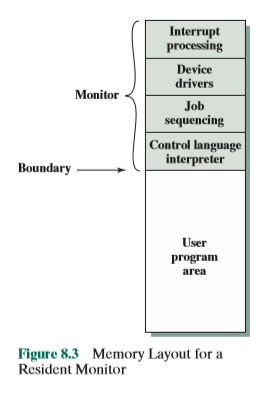 Interrupt
processing
Device
drivers
Monitor
Job
sequencing
Control language
interpreter
Boundary
User
program
area
Figure 8.3 Memory Layout for a
Resident Monitor